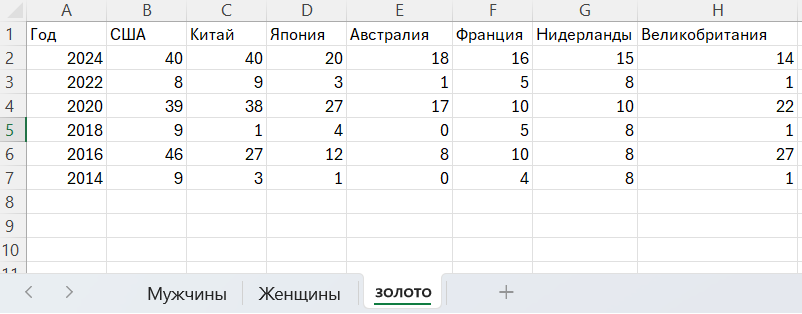 A B C D E F G H
1 Год США Китай Япония Австралия Франция Нидерланды Великобритания
2 2024 40 40 20 18 16 15 14
3 2022 8 9 3 1 5 8 1
4 2020 39 38 27 17 10 10 22
5 2018 9 1 4 0 5 8 1
6 2016 46 27 12 8 10 8 27
7 2014 9 3 1 0 4 8 1
8
9
10
11
Мужчины Женщины золото